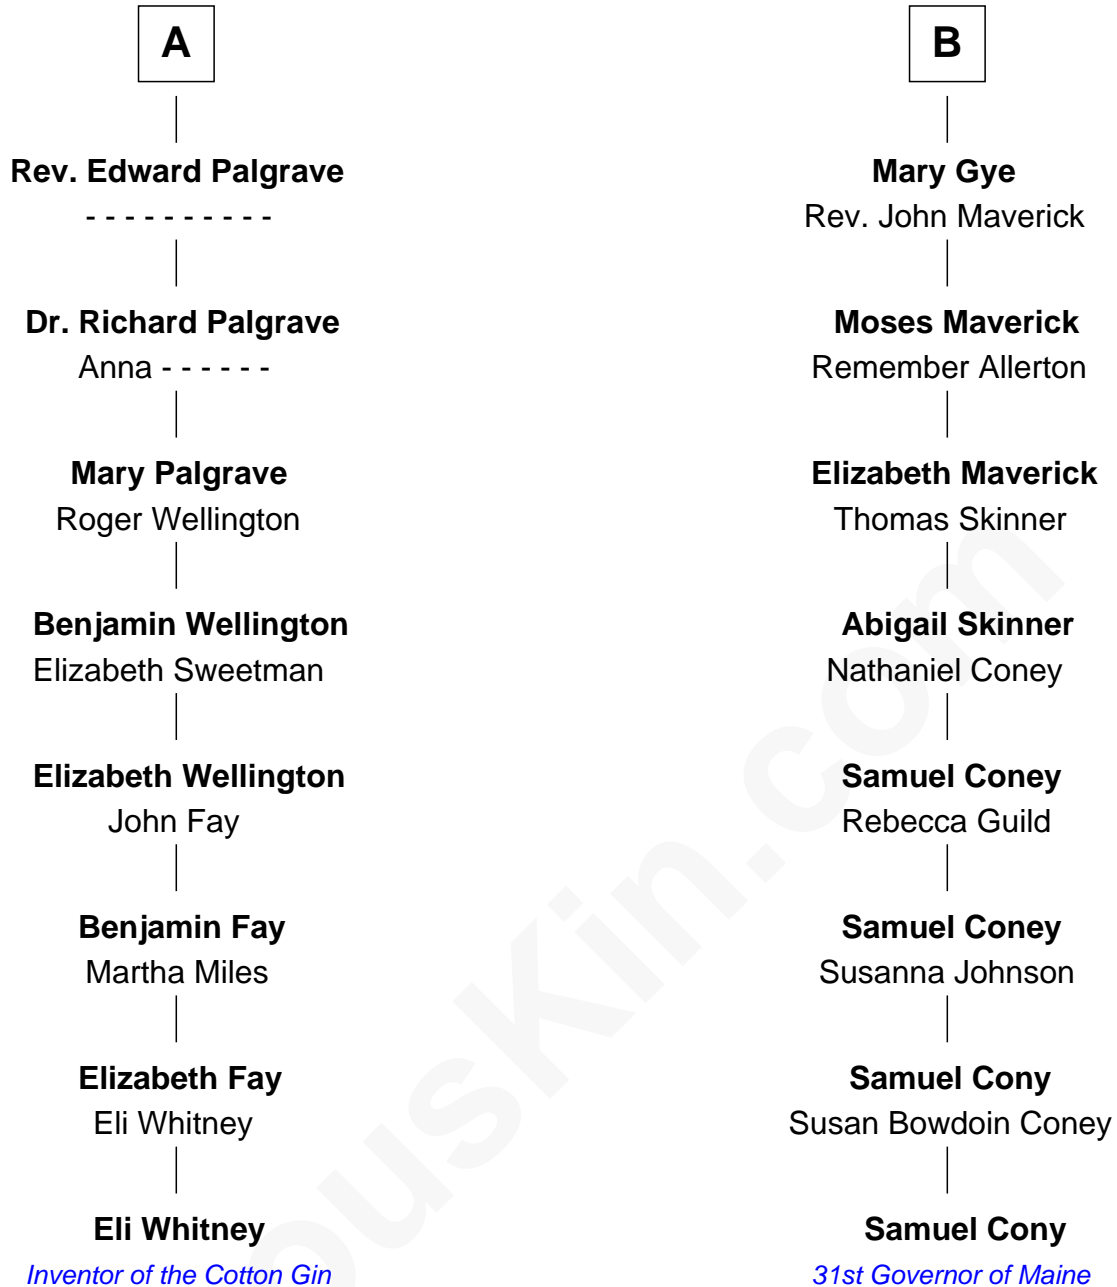 A
Rev. Edward Palgrave
- - - - - - - - - -
Dr. Richard Palgrave
Anna - - - - - -
Mary Palgrave
Roger Wellington
Benjamin Wellington
Elizabeth Sweetman
Elizabeth Wellington
John Fay
Benjamin Fay
Martha Miles
Elizabeth Fay
Eli Whitney
Eli Whitney
Inventor of the Cotton Gin
B
Mary Gye
Rev. John Maverick
Moses Maverick
Remember Allerton
Elizabeth Maverick
Thomas Skinner
Abigail Skinner
Nathaniel Coney
Samuel Coney
Rebecca Guild
Samuel Coney
Susanna Johnson
Samuel Cony
Susan Bowdoin Coney
Samuel Cony
31st Governor of Maine
ousKin.com